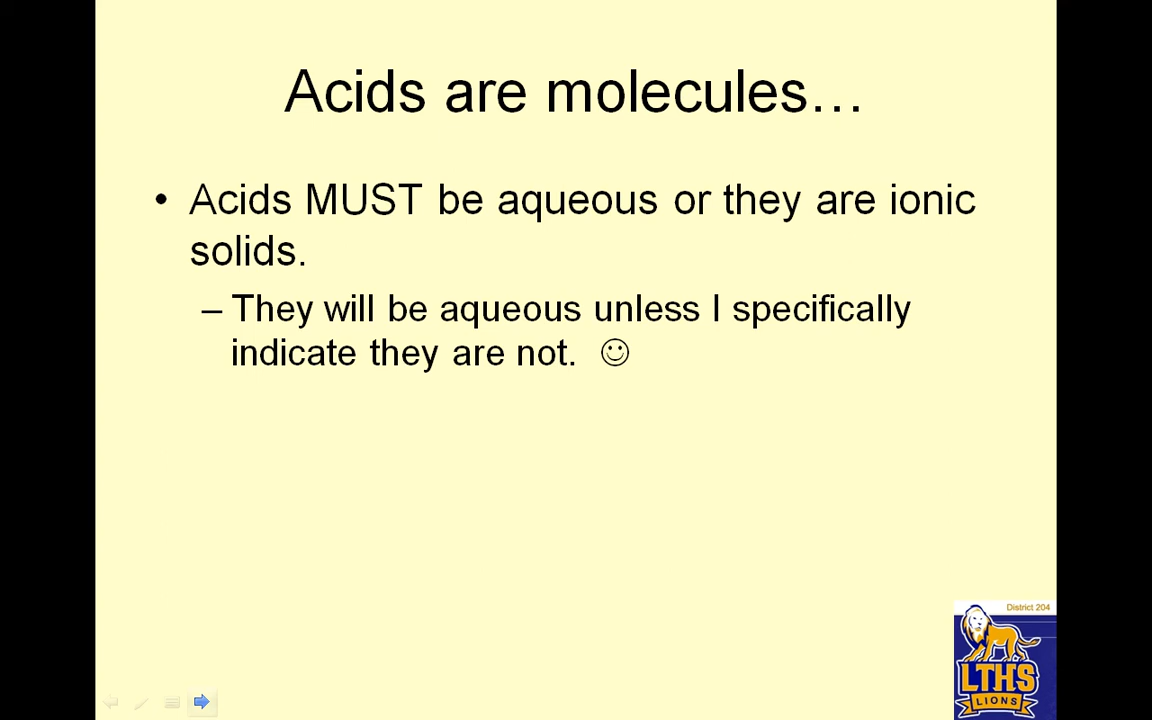 Acids are molecules…
• Acids MUST be aqueous or they are ionic
solids.
– They will be aqueous unless I specifically
indicate they are not. ☺
District 204
LTHS
LIONS